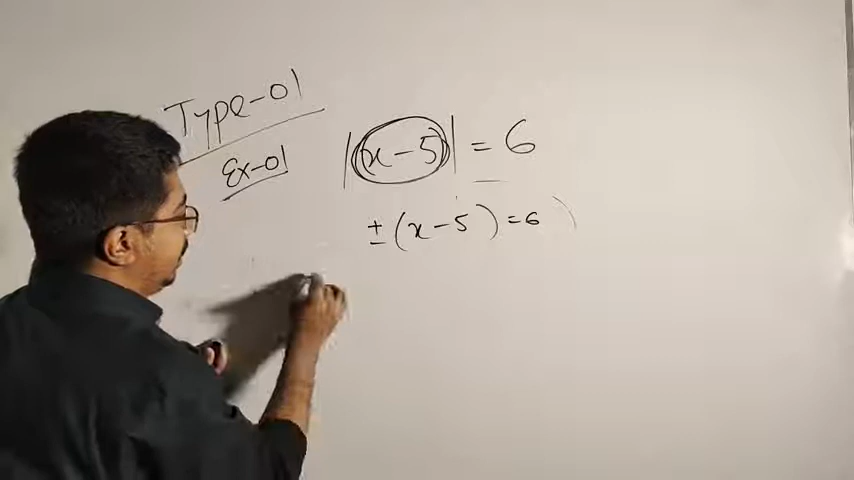 Type-01
Ex-01
|x-5| = 6
±(x-5) = 6